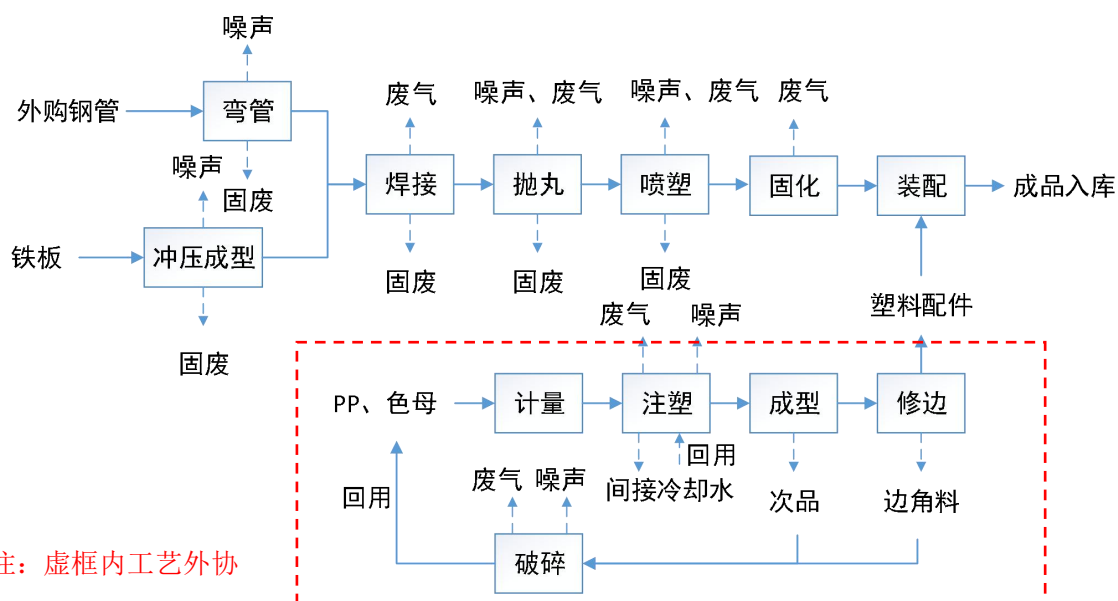 噪声
外购钢管
弯管
废气
噪声、废气
噪声、废气
废气
噪声
固废
焊接
抛丸
喷塑
固化
装配
成品入库
铁板
冲压成型
固废
固废
固废
固废
塑料配件
废气
噪声
PP、色母
计量
注塑
成型
修边
回用
间接冷却水
次品
边角料
回用
废气
噪声
破碎
注：虚框内工艺外协